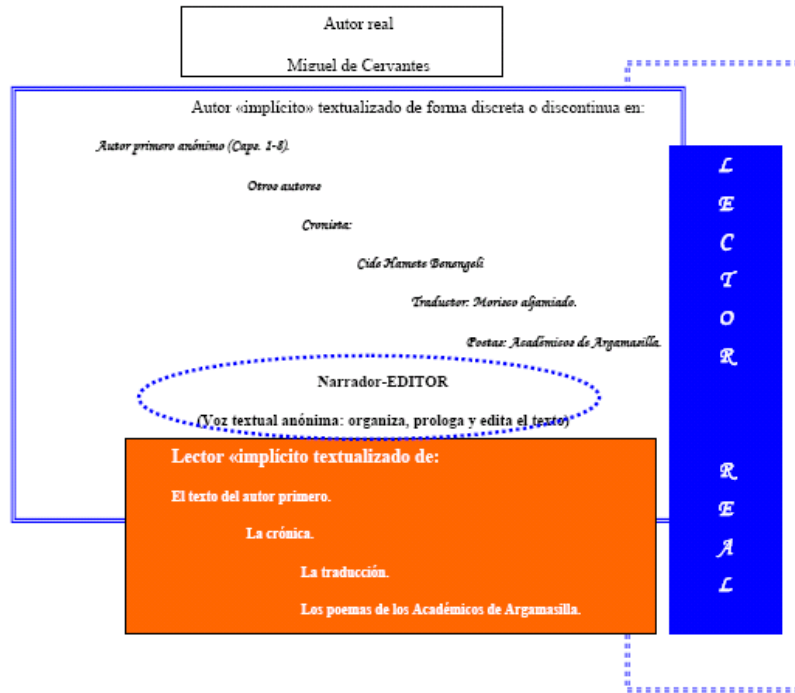 Autor real
Miguel de Cervantes
Autor «implícito» textualizado de forma discreta o discontinua en:
Autor primero anónimo (Caps. 1-8).
Otros autores
Cronista:
Cide Hamete Benengeli
Traductor: Morisco aljamiado.
Poetas: Académicos de Argamasilla.
Narrador-EDITOR
(Voz textual anónima: organiza, prologa y edita el texto)
Lector «implícito textualizado de:
El texto del autor primero.
La crónica.
La traducción.
Los poemas de los Académicos de Argamasilla.
LECTOR REAL